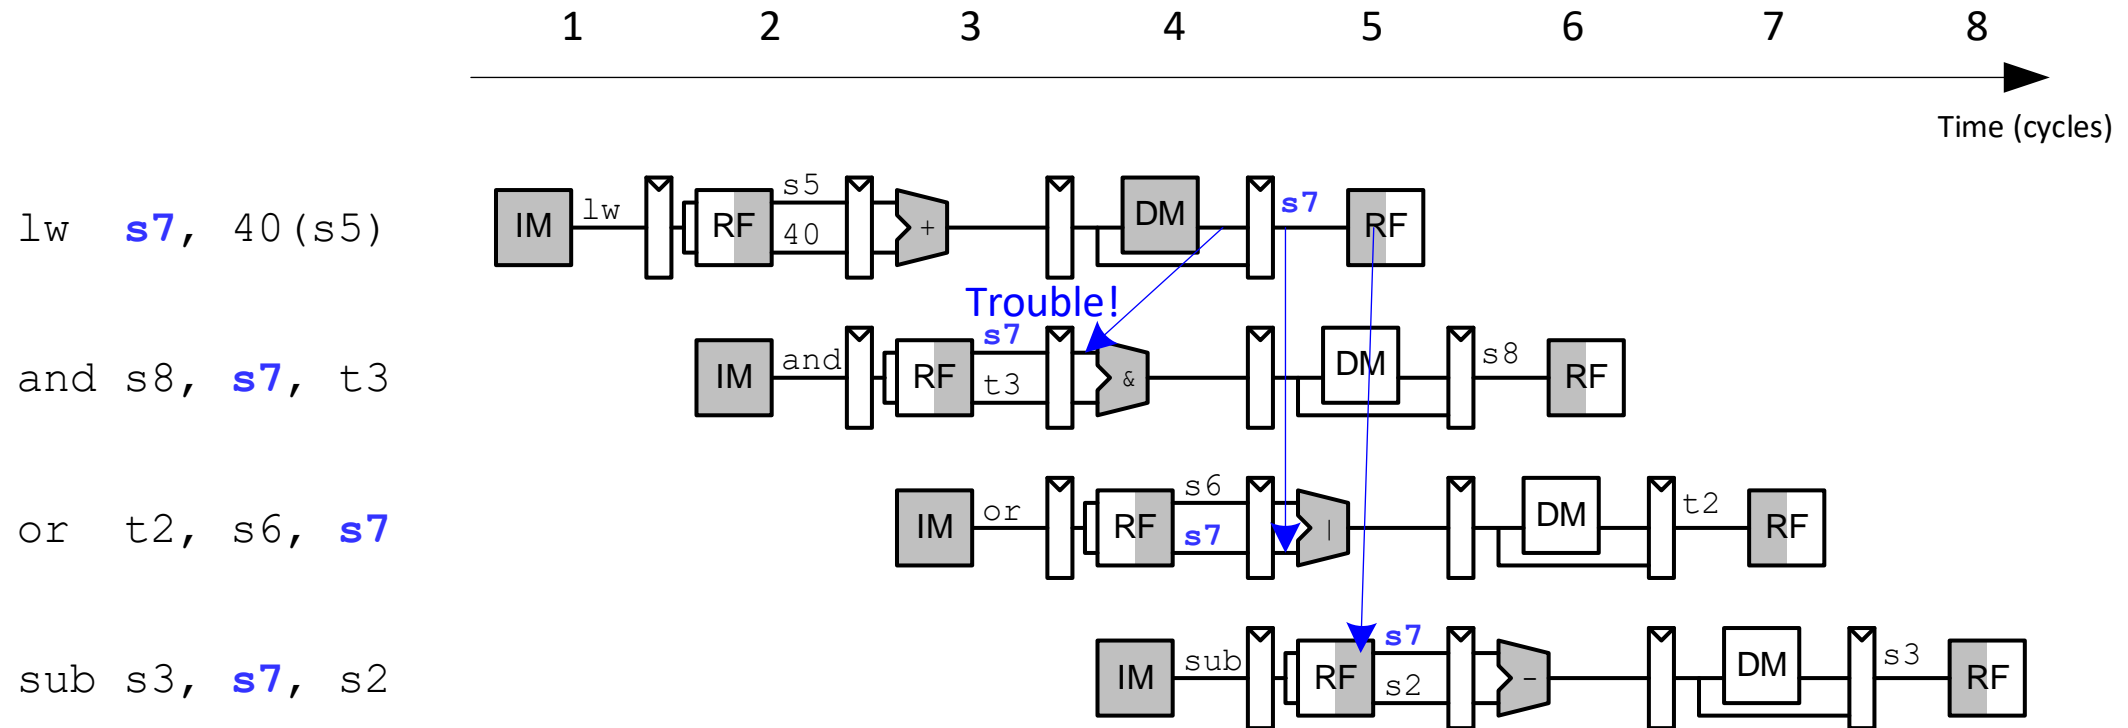 1 2 3 4 5 6 7 8
Time (cycles)
lw s7, 40(s5) IM lw RF s5 40 + DM s7 RF
Trouble!
and s8, s7, t3 IM and RF s7 t3 & DM s8 RF
or t2, s6, s7 IM or RF s6 s7 | DM t2 RF
sub s3, s7, s2 IM sub RF s7 s2 - DM s3 RF